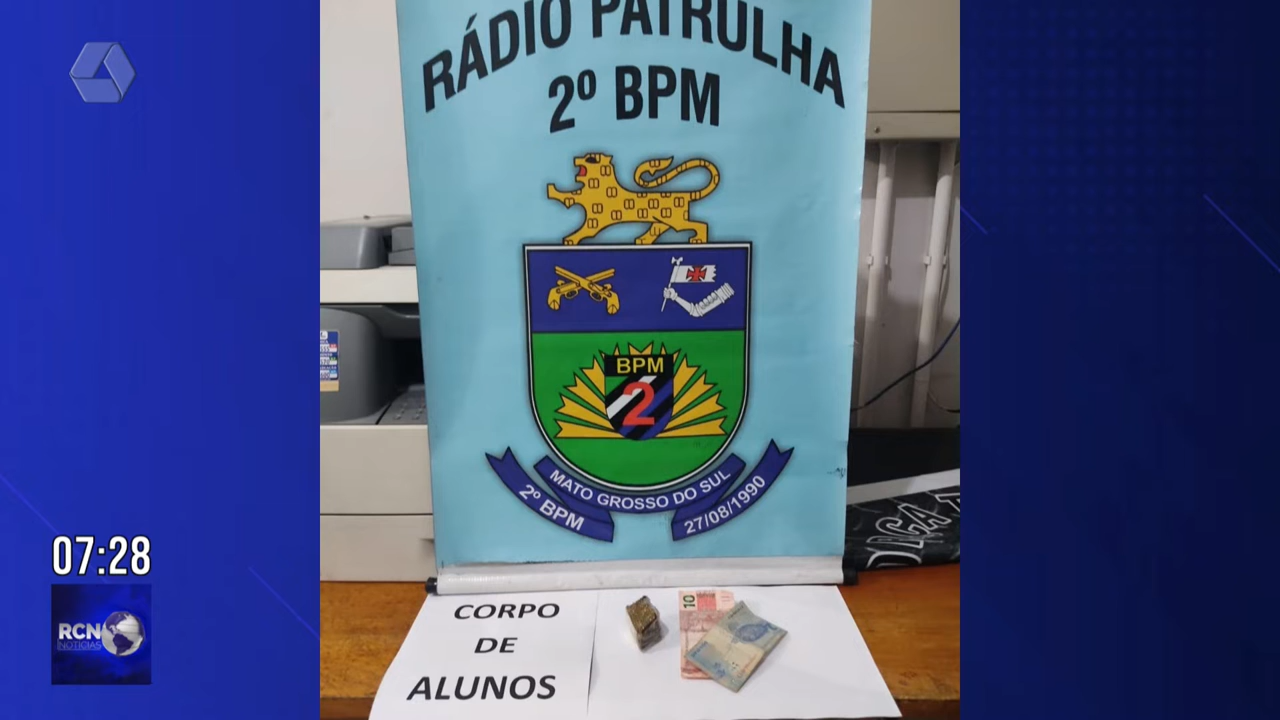 RÁDIO PATRULHA
2º BPM
BPM
2
MATO GROSSO DO SUL
2º BPM
27/08/1990
07:28
RCN
NOTÍCIAS
CORPO
DE
ALUNOS
10